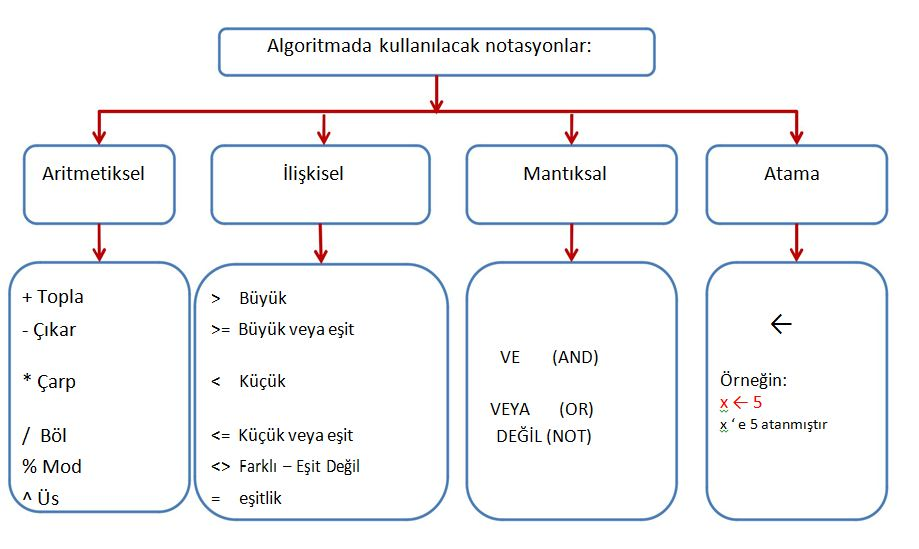 Algoritmada kullanılacak notasyonlar:
Aritmetiksel
İlişkisel
Mantıksal
Atama
+ Topla
- Çıkar
* Çarp
/ Böl
% Mod
^ Üs
> Büyük
>= Büyük veya eşit
< Küçük
<= Küçük veya eşit
<> Farklı – Eşit Değil
= eşitlik
VE (AND)
VEYA (OR)
DEĞİL (NOT)
←
Örneğin:
x ← 5
x ‘ e 5 atanmıştır